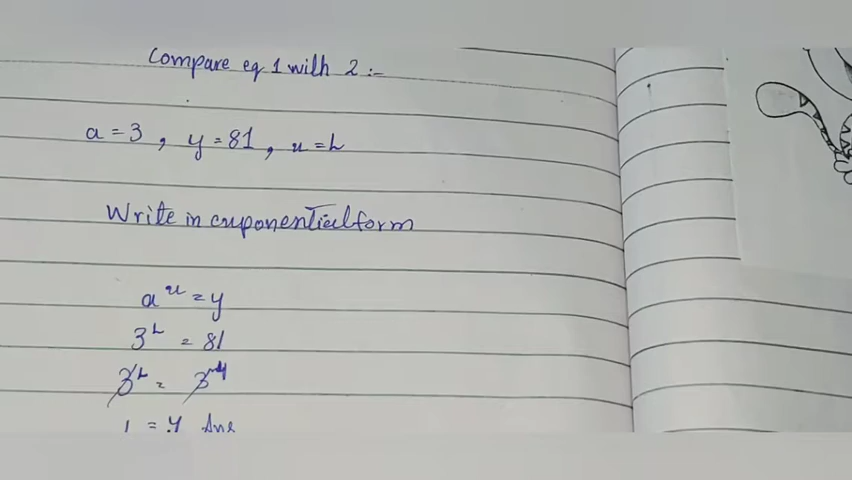 Compare eq 1 with 2 :-
a = 3 , y = 81 , x = L
Write in exponential form
a^x = y
3^L = 81
3^L = 3^4
L = 4 Ans